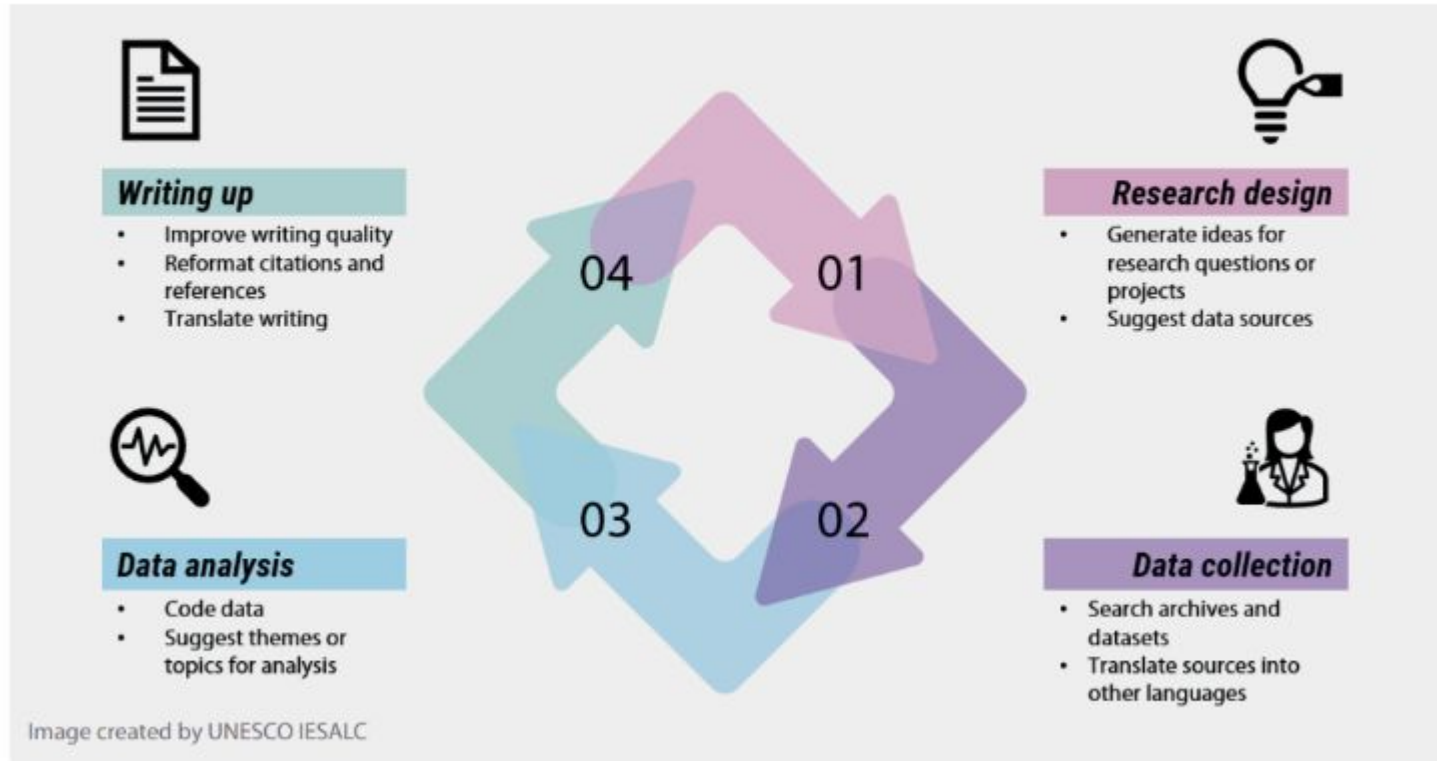 Writing up
• Improve writing quality
• Reformat citations and
references
• Translate writing
04
01
Research design
• Generate ideas for
research questions or
projects
• Suggest data sources
Data analysis
• Code data
• Suggest themes or
topics for analysis
03
02
Data collection
• Search archives and
datasets
• Translate sources into
other languages
Image created by UNESCO IESALC